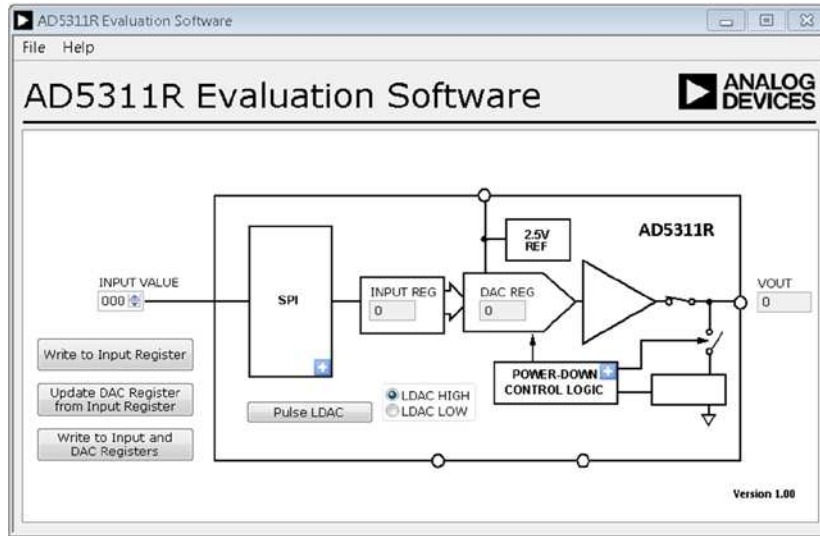 AD5311R Evaluation Software
File Help
AD5311R Evaluation Software
ANALOG
DEVICES
2.5V
REF
AD5311R
INPUT VALUE
000
SPI
INPUT REG
0
DAC REG
0
VOUT
0
Write to Input Register
Update DAC Register
from Input Register
Write to Input and
DAC Registers
Pulse LDAC
LDAC HIGH
LDAC LOW
POWER-DOWN
CONTROL LOGIC
Version 1.00